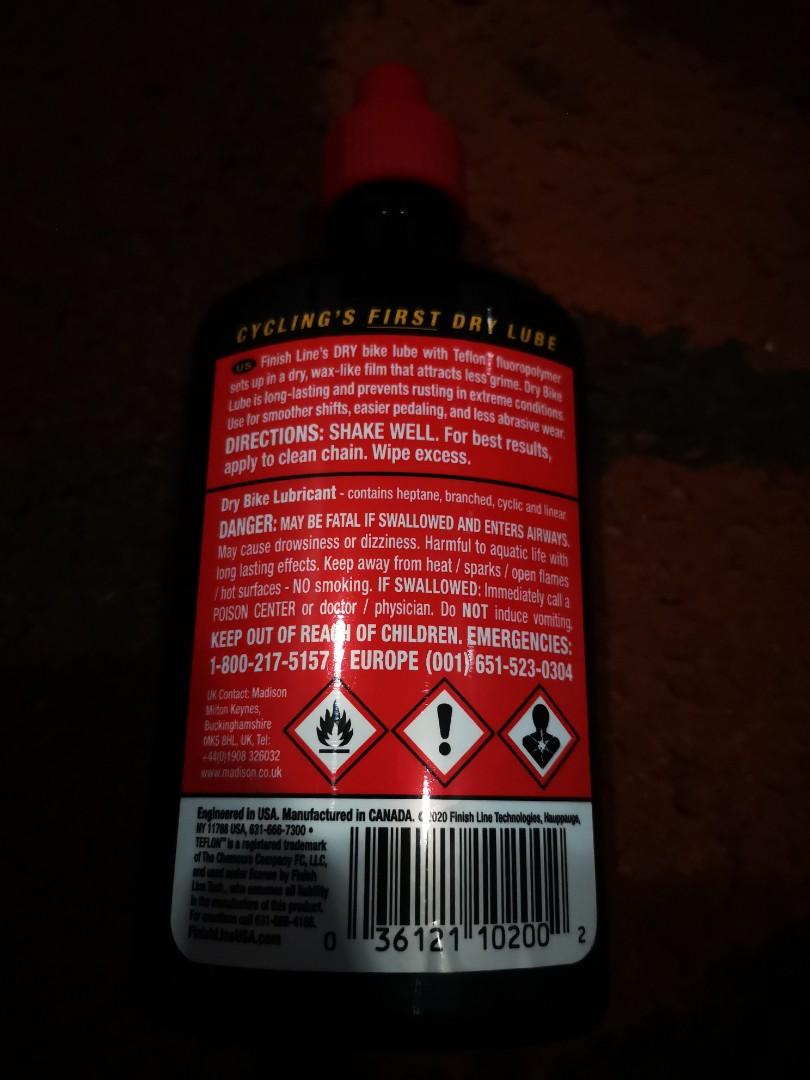 CYCLING'S FIRST DRY LUBE
US Finish Line's DRY bike lube with Teflon™ fluoropolymer
sets up in a dry, wax-like film that attracts less grime. Dry Bike
Lube is long-lasting and prevents rusting in extreme conditions.
Use for smoother shifts, easier pedaling, and less abrasive wear.
DIRECTIONS: SHAKE WELL. For best results,
apply to clean chain. Wipe excess.
Dry Bike Lubricant - contains heptane, branched, cyclic and linear.
DANGER: MAY BE FATAL IF SWALLOWED AND ENTERS AIRWAYS.
May cause drowsiness or dizziness. Harmful to aquatic life with
long lasting effects. Keep away from heat / sparks / open flames
/ hot surfaces - NO smoking. IF SWALLOWED: Immediately call a
POISON CENTER or doctor / physician. Do NOT induce vomiting.
KEEP OUT OF REACH OF CHILDREN. EMERGENCIES:
1-800-217-5157 / EUROPE (001) 651-523-0304
UK Contact: Madison
Milton Keynes,
Buckinghamshire
MK5 8HL, UK, Tel:
+44(0)1908 326032
www.madison.co.uk
Engineered in USA. Manufactured in CANADA. ©2020 Finish Line Technologies, Hauppauge,
NY 11788 USA, 631-666-7300 •
TEFLON™ is a registered trademark
of The Chemours Company FC, LLC,
and used under license by Finish
Line Tech., who assumes all liability
in the manufacture of this product.
For questions call 631-666-4166.
FinishLineUSA.com
0 36121 10200 2